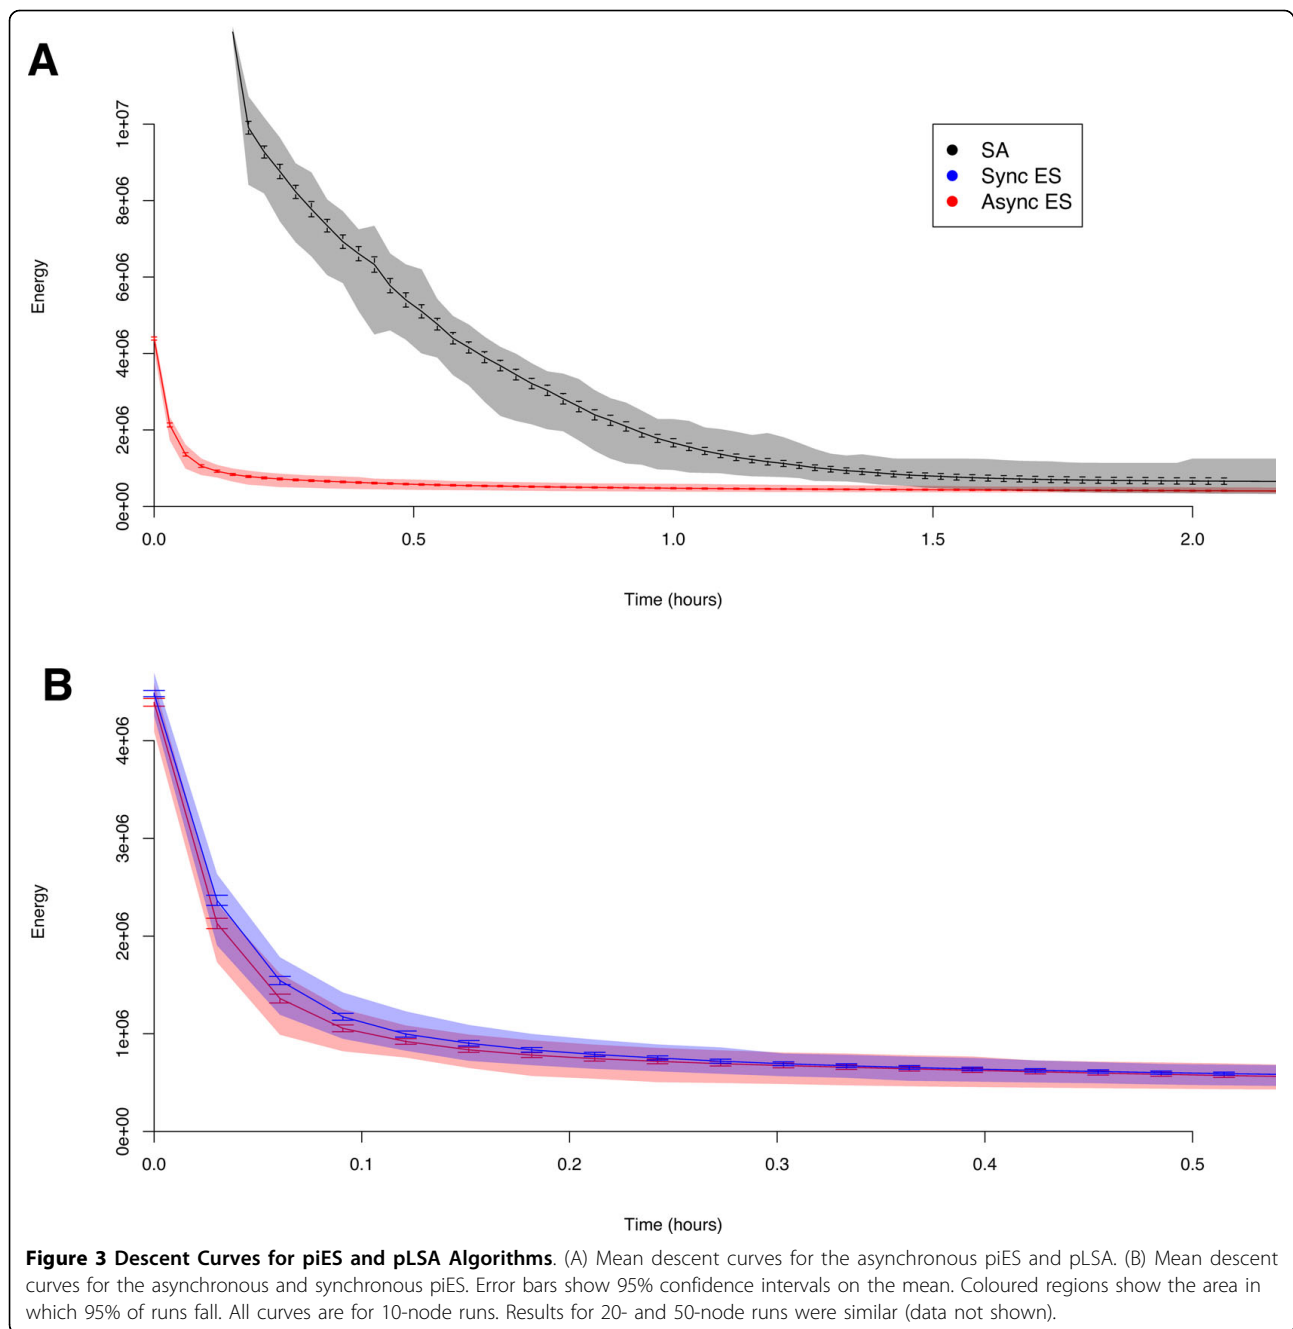 A
1e+07
8e+06
6e+06
4e+06
2e+06
0e+00
Energy
SA
Sync ES
Async ES
0.0 0.5 1.0 1.5 2.0
Time (hours)
B
4e+06
3e+06
2e+06
1e+06
0e+00
Energy
0.0 0.1 0.2 0.3 0.4 0.5
Time (hours)
Figure 3 Descent Curves for piES and pLSA Algorithms. (A) Mean descent curves for the asynchronous piES and pLSA. (B) Mean descent
curves for the asynchronous and synchronous piES. Error bars show 95% confidence intervals on the mean. Coloured regions show the area in
which 95% of runs fall. All curves are for 10-node runs. Results for 20- and 50-node runs were similar (data not shown).